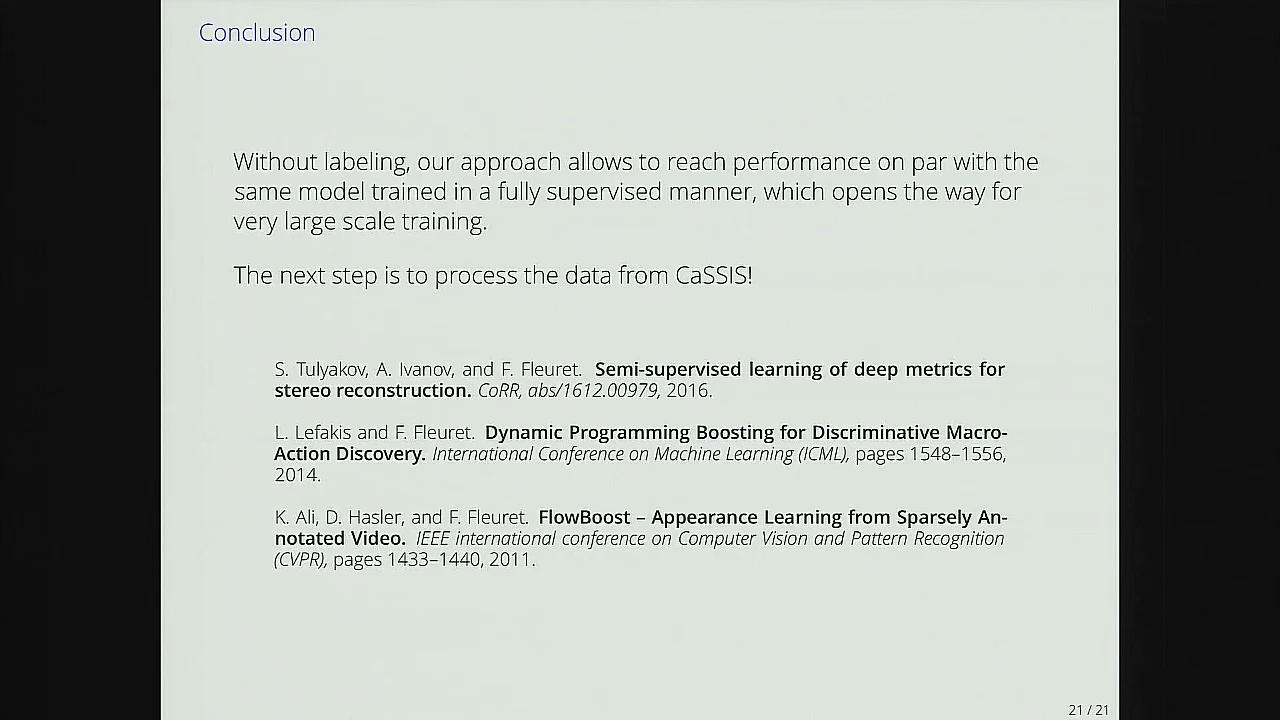 Conclusion
Without labeling, our approach allows to reach performance on par with the
same model trained in a fully supervised manner, which opens the way for
very large scale training.
The next step is to process the data from CaSSIS!
S. Tulyakov, A. Ivanov, and F. Fleuret. Semi-supervised learning of deep metrics for
stereo reconstruction. CoRR, abs/1612.00979, 2016.
L. Lefakis and F. Fleuret. Dynamic Programming Boosting for Discriminative Macro-
Action Discovery. International Conference on Machine Learning (ICML), pages 1548–1556,
2014.
K. Ali, D. Hasler, and F. Fleuret. FlowBoost – Appearance Learning from Sparsely An-
notated Video. IEEE international conference on Computer Vision and Pattern Recognition
(CVPR), pages 1433–1440, 2011.
21 / 21